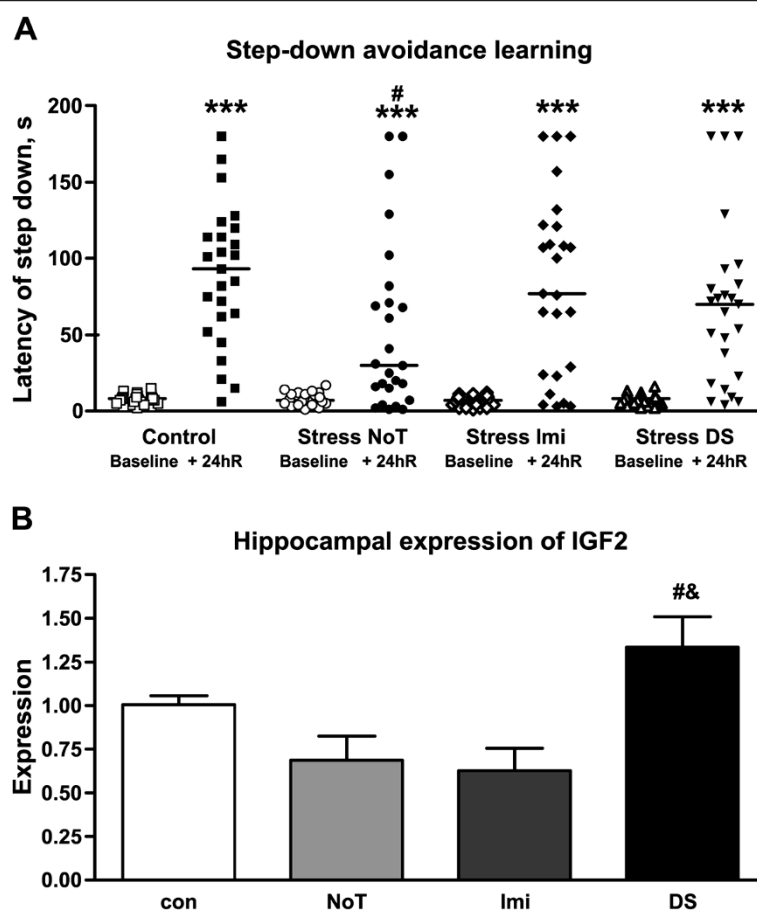 A
Step-down avoidance learning
Latency of step down, s
200
150
100
50
0
***
#
***
***
***
Control
Stress NoT
Stress Imi
Stress DS
Baseline + 24hR
Baseline + 24hR
Baseline + 24hR
Baseline + 24hR
B
Hippocampal expression of IGF2
Expression
1.75
1.50
1.25
1.00
0.75
0.50
0.25
0.00
#&
con
NoT
Imi
DS